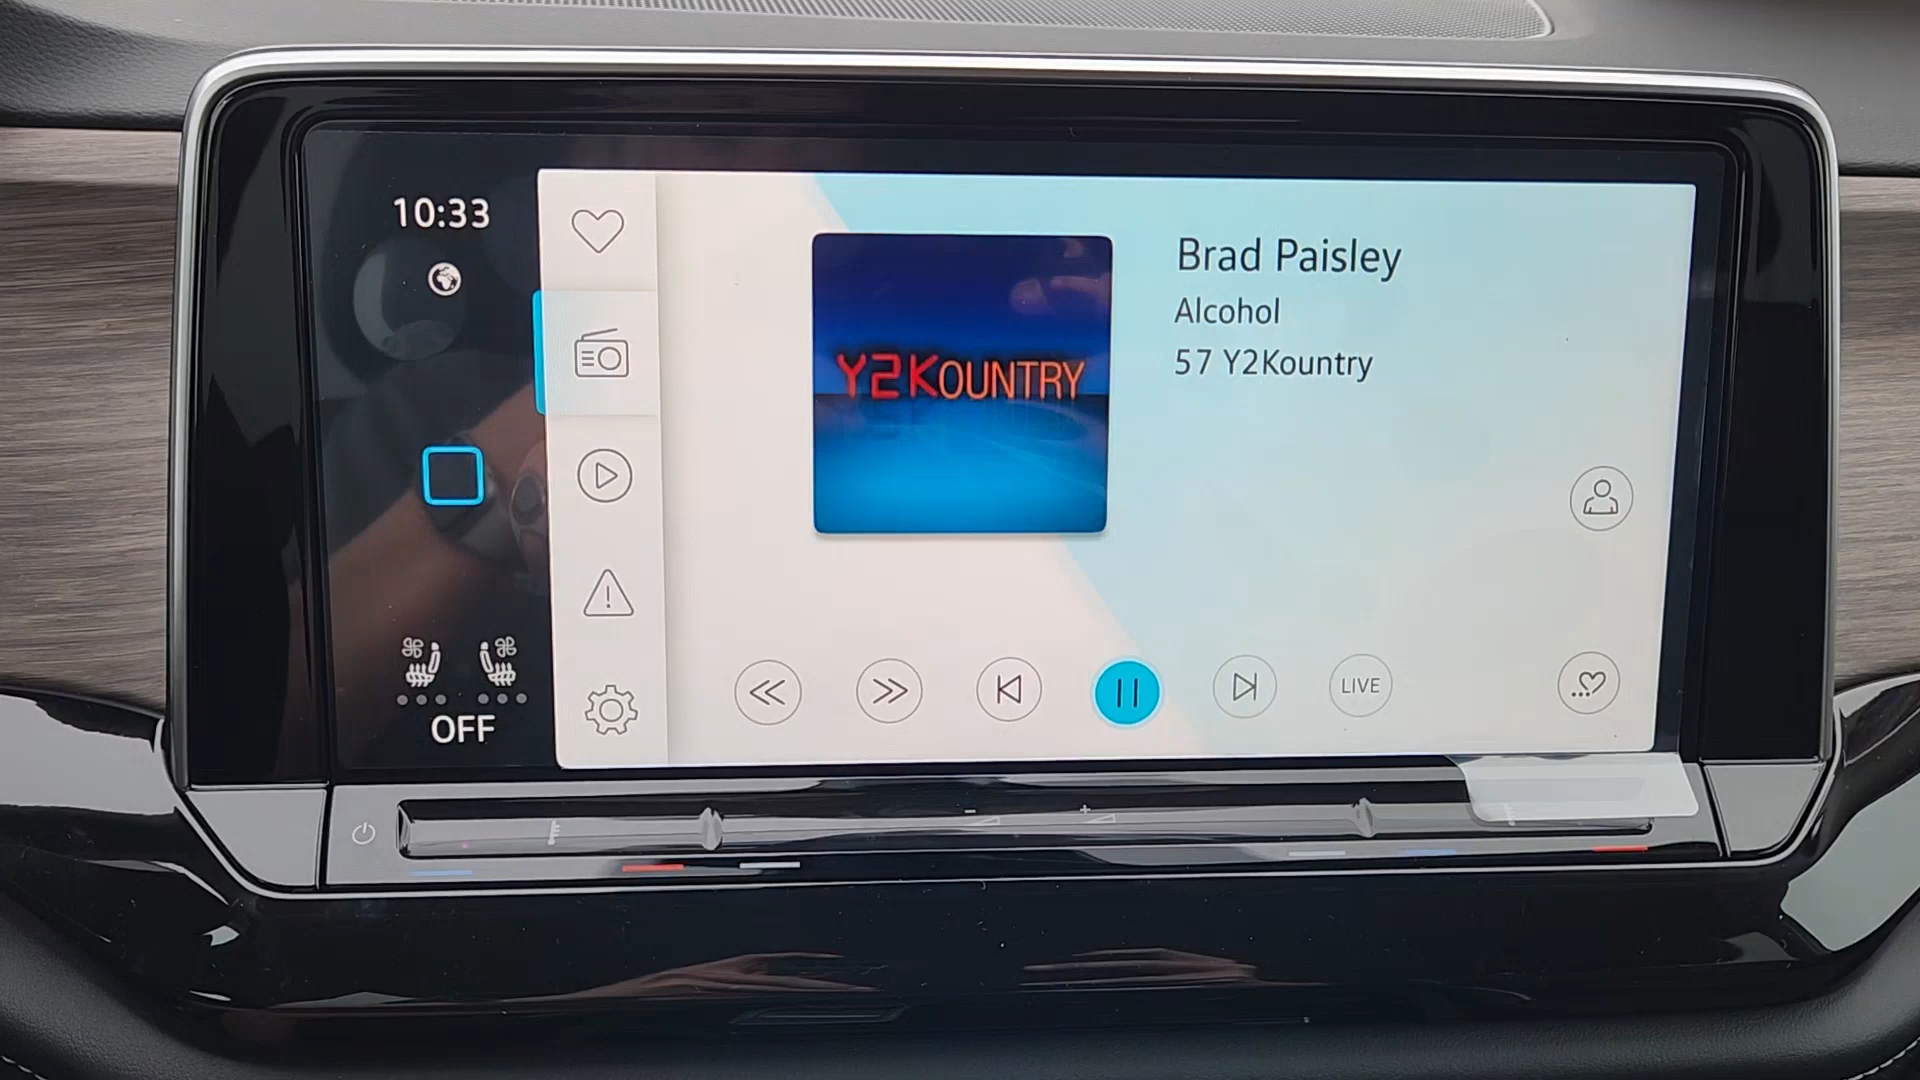 10:33
Brad Paisley
Alcohol
57 Y2Kountry
Y2KOUNTRY
LIVE
OFF
- +